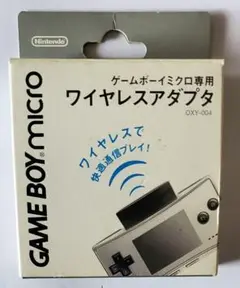 Nintendo
ゲームボーイミクロ専用
ワイヤレスアダプタ
OXY-004
ワイヤレスで
快適通信プレイ!
GAME BOY micro